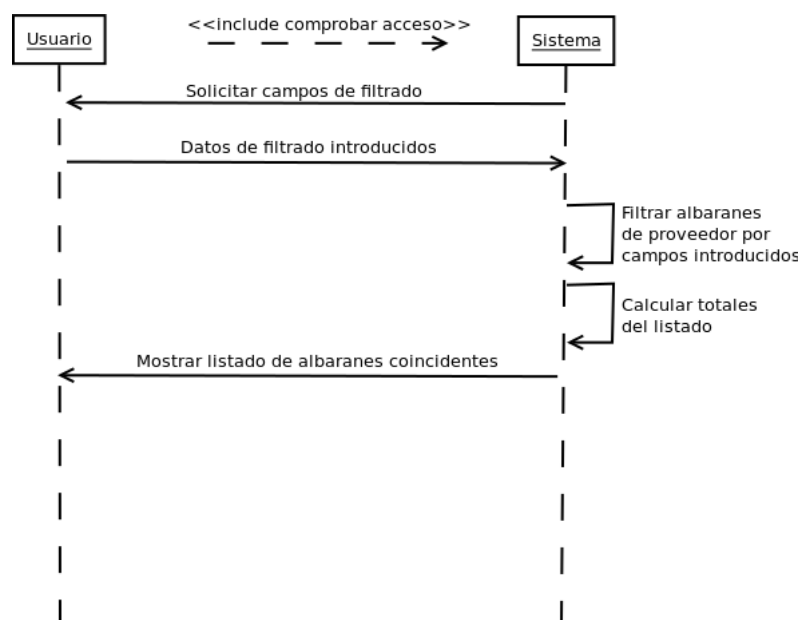 <<include comprobar acceso>>
Usuario
Sistema
Solicitar campos de filtrado
Datos de filtrado introducidos
Filtrar albaranes
de proveedor por
campos introducidos
Calcular totales
del listado
Mostrar listado de albaranes coincidentes